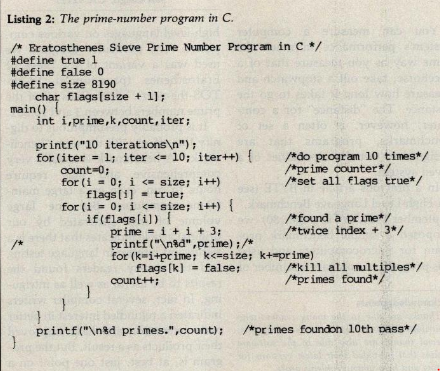 Listing 2: The prime-number program in C.
/* Eratosthenes Sieve Prime Number Program in C */
#define true 1
#define false 0
#define size 8190
    char flags[size + 1];
main() {
    int i,prime,k,count,iter;
    printf("10 iterations\n");
    for(iter = 1; iter <= 10; iter++) {     /*do program 10 times*/
        count=0;                            /*prime counter*/
        for(i = 0; i <= size; i++)          /*set all flags true*/
            flags[i] = true;
        for(i = 0; i <= size; i++) {
            if(flags[i]) {                  /*found a prime*/
                prime = i + i + 3;          /*twice index + 3*/
/*              printf("\n%d",prime);/*
                for(k=i+prime; k<=size; k+=prime)
                    flags[k] = false;       /*kill all multiples*/
                count++;                    /*primes found*/
            }
        }
    }
    printf("\n%d primes.",count);     /*primes foundon 10th pass*/
}